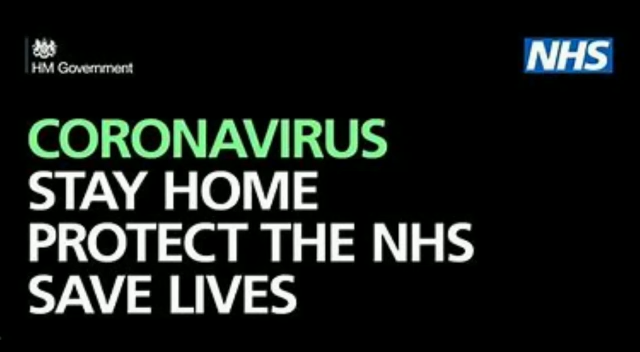 HM Government
NHS
CORONAVIRUS
STAY HOME
PROTECT THE NHS
SAVE LIVES